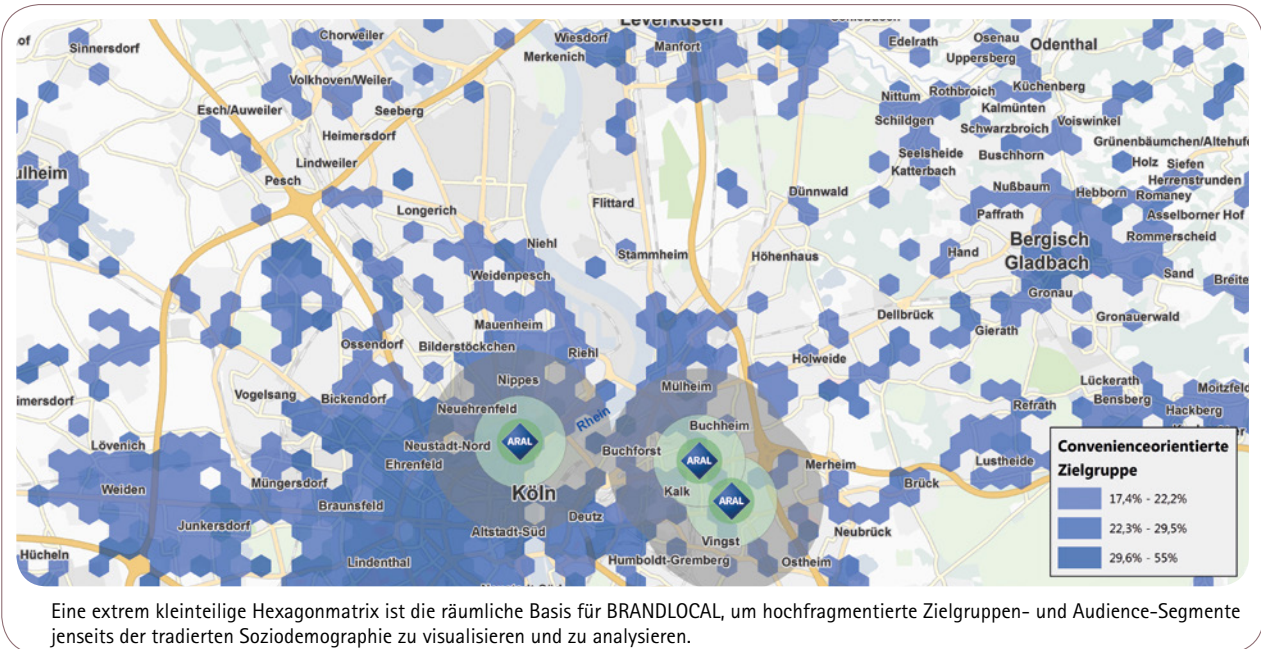 Leverkusen
Chorweiler
Wiesdorf
Manfort
Edelrath
Osenau
Odenthal
Sinnersdorf
Merkenich
Uppersberg
Volkhoven/Weiler
Küchenberg
Rothbroich
Nittum
Kalmünten
Esch/Auweiler
Seeberg
Schildgen
Voiswinkel
Schwarzbroich
Heimersdorf
Grünenbäumchen/Altehufe
Seelsheide
Buschhorn
Lindweiler
Holz
Siefen
Katterbach
ulheim
Pesch
Herrenstrunden
Nußbaum
Hebborn
Romaney
Dünnwald
Flittard
Longerich
Paffrath
Asselborner Hof
Bergisch
Gladbach
Rommerscheid
Niehl
Stammheim
Höhenhaus
Hand
Weidenpesch
Sand
Breite
Gronau
Dellbrück
Gronauerwald
Mauenheim
Gierath
Ossendorf
Bilderstöckchen
Riehl
Holweide
Nippes
Mülheim
Lückerath
Moitzfeld
Vogelsang
Bickendorf
Bensberg
imersdorf
Refrath
Hackberg
Neuehrenfeld
Rhein
Buchheim
ARAL
Lövenich
Neustadt-Nord
Buchforst
ARAL
Ehrenfeld
Merheim
Lustheide
Brück
Weiden
Müngersdorf
Köln
Kalk
ARAL
Braunsfeld
Deutz
Junkersdorf
Altstadt-Süd
Neubrück
Vingst
Hücheln
Lindenthal
Humboldt-Gremberg
Ostheim
Convenienceorientierte
Zielgruppe
17,4% - 22,2%
22,3% - 29,5%
29,6% - 55%
Eine extrem kleinteilige Hexagonmatrix ist die räumliche Basis für BRANDLOCAL, um hochfragmentierte Zielgruppen- und Audience-Segmente
jenseits der tradierten Soziodemographie zu visualisieren und zu analysieren.